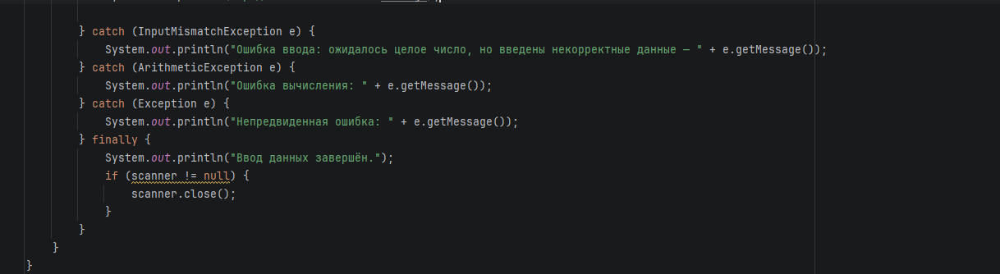 } catch (InputMismatchException e) {
System.out.println("Ошибка ввода: ожидалось целое число, но введены некорректные данные — " + e.getMessage());
} catch (ArithmeticException e) {
System.out.println("Ошибка вычисления: " + e.getMessage());
} catch (Exception e) {
System.out.println("Непредвиденная ошибка: " + e.getMessage());
} finally {
System.out.println("Ввод данных завершён.");
if (scanner != null) {
scanner.close();
}
}
}
}